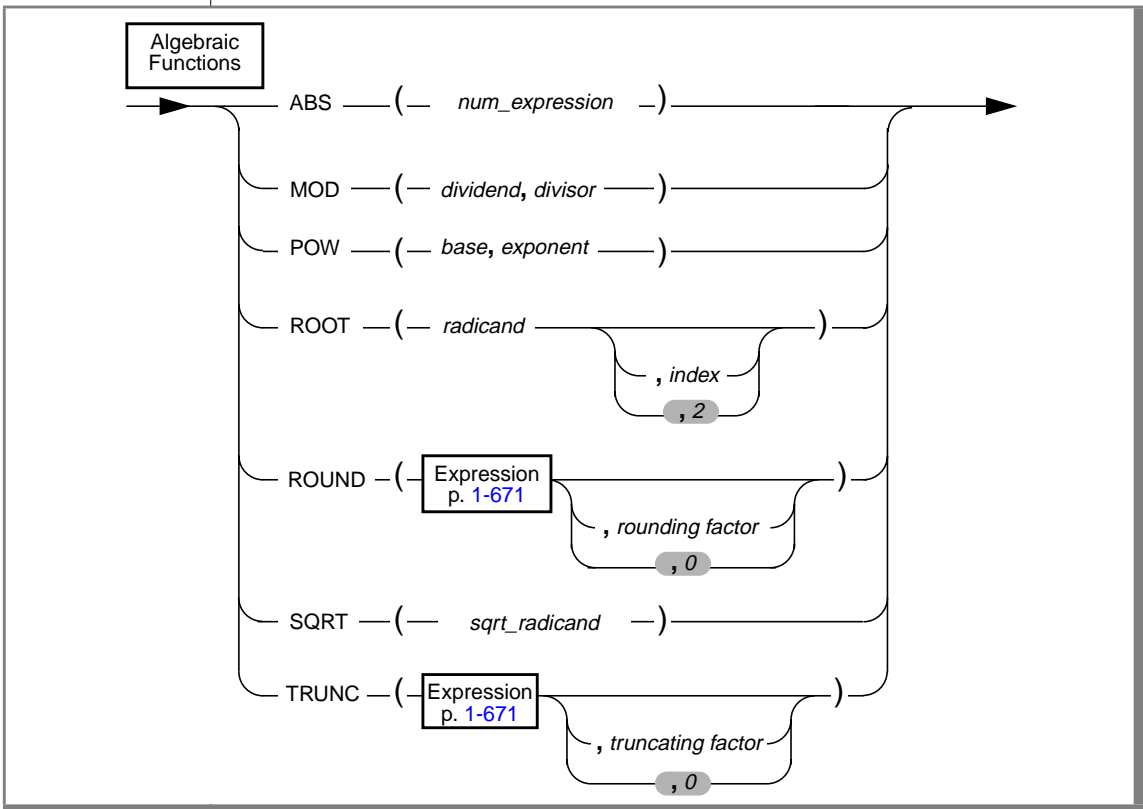 Algebraic
Functions
ABS ( num_expression )
MOD ( dividend, divisor )
POW ( base, exponent )
ROOT ( radicand )
, index
, 2
ROUND ( Expression
p. 1-671 )
, rounding factor
, 0
SQRT ( sqrt_radicand )
TRUNC ( Expression
p. 1-671 )
, truncating factor
, 0